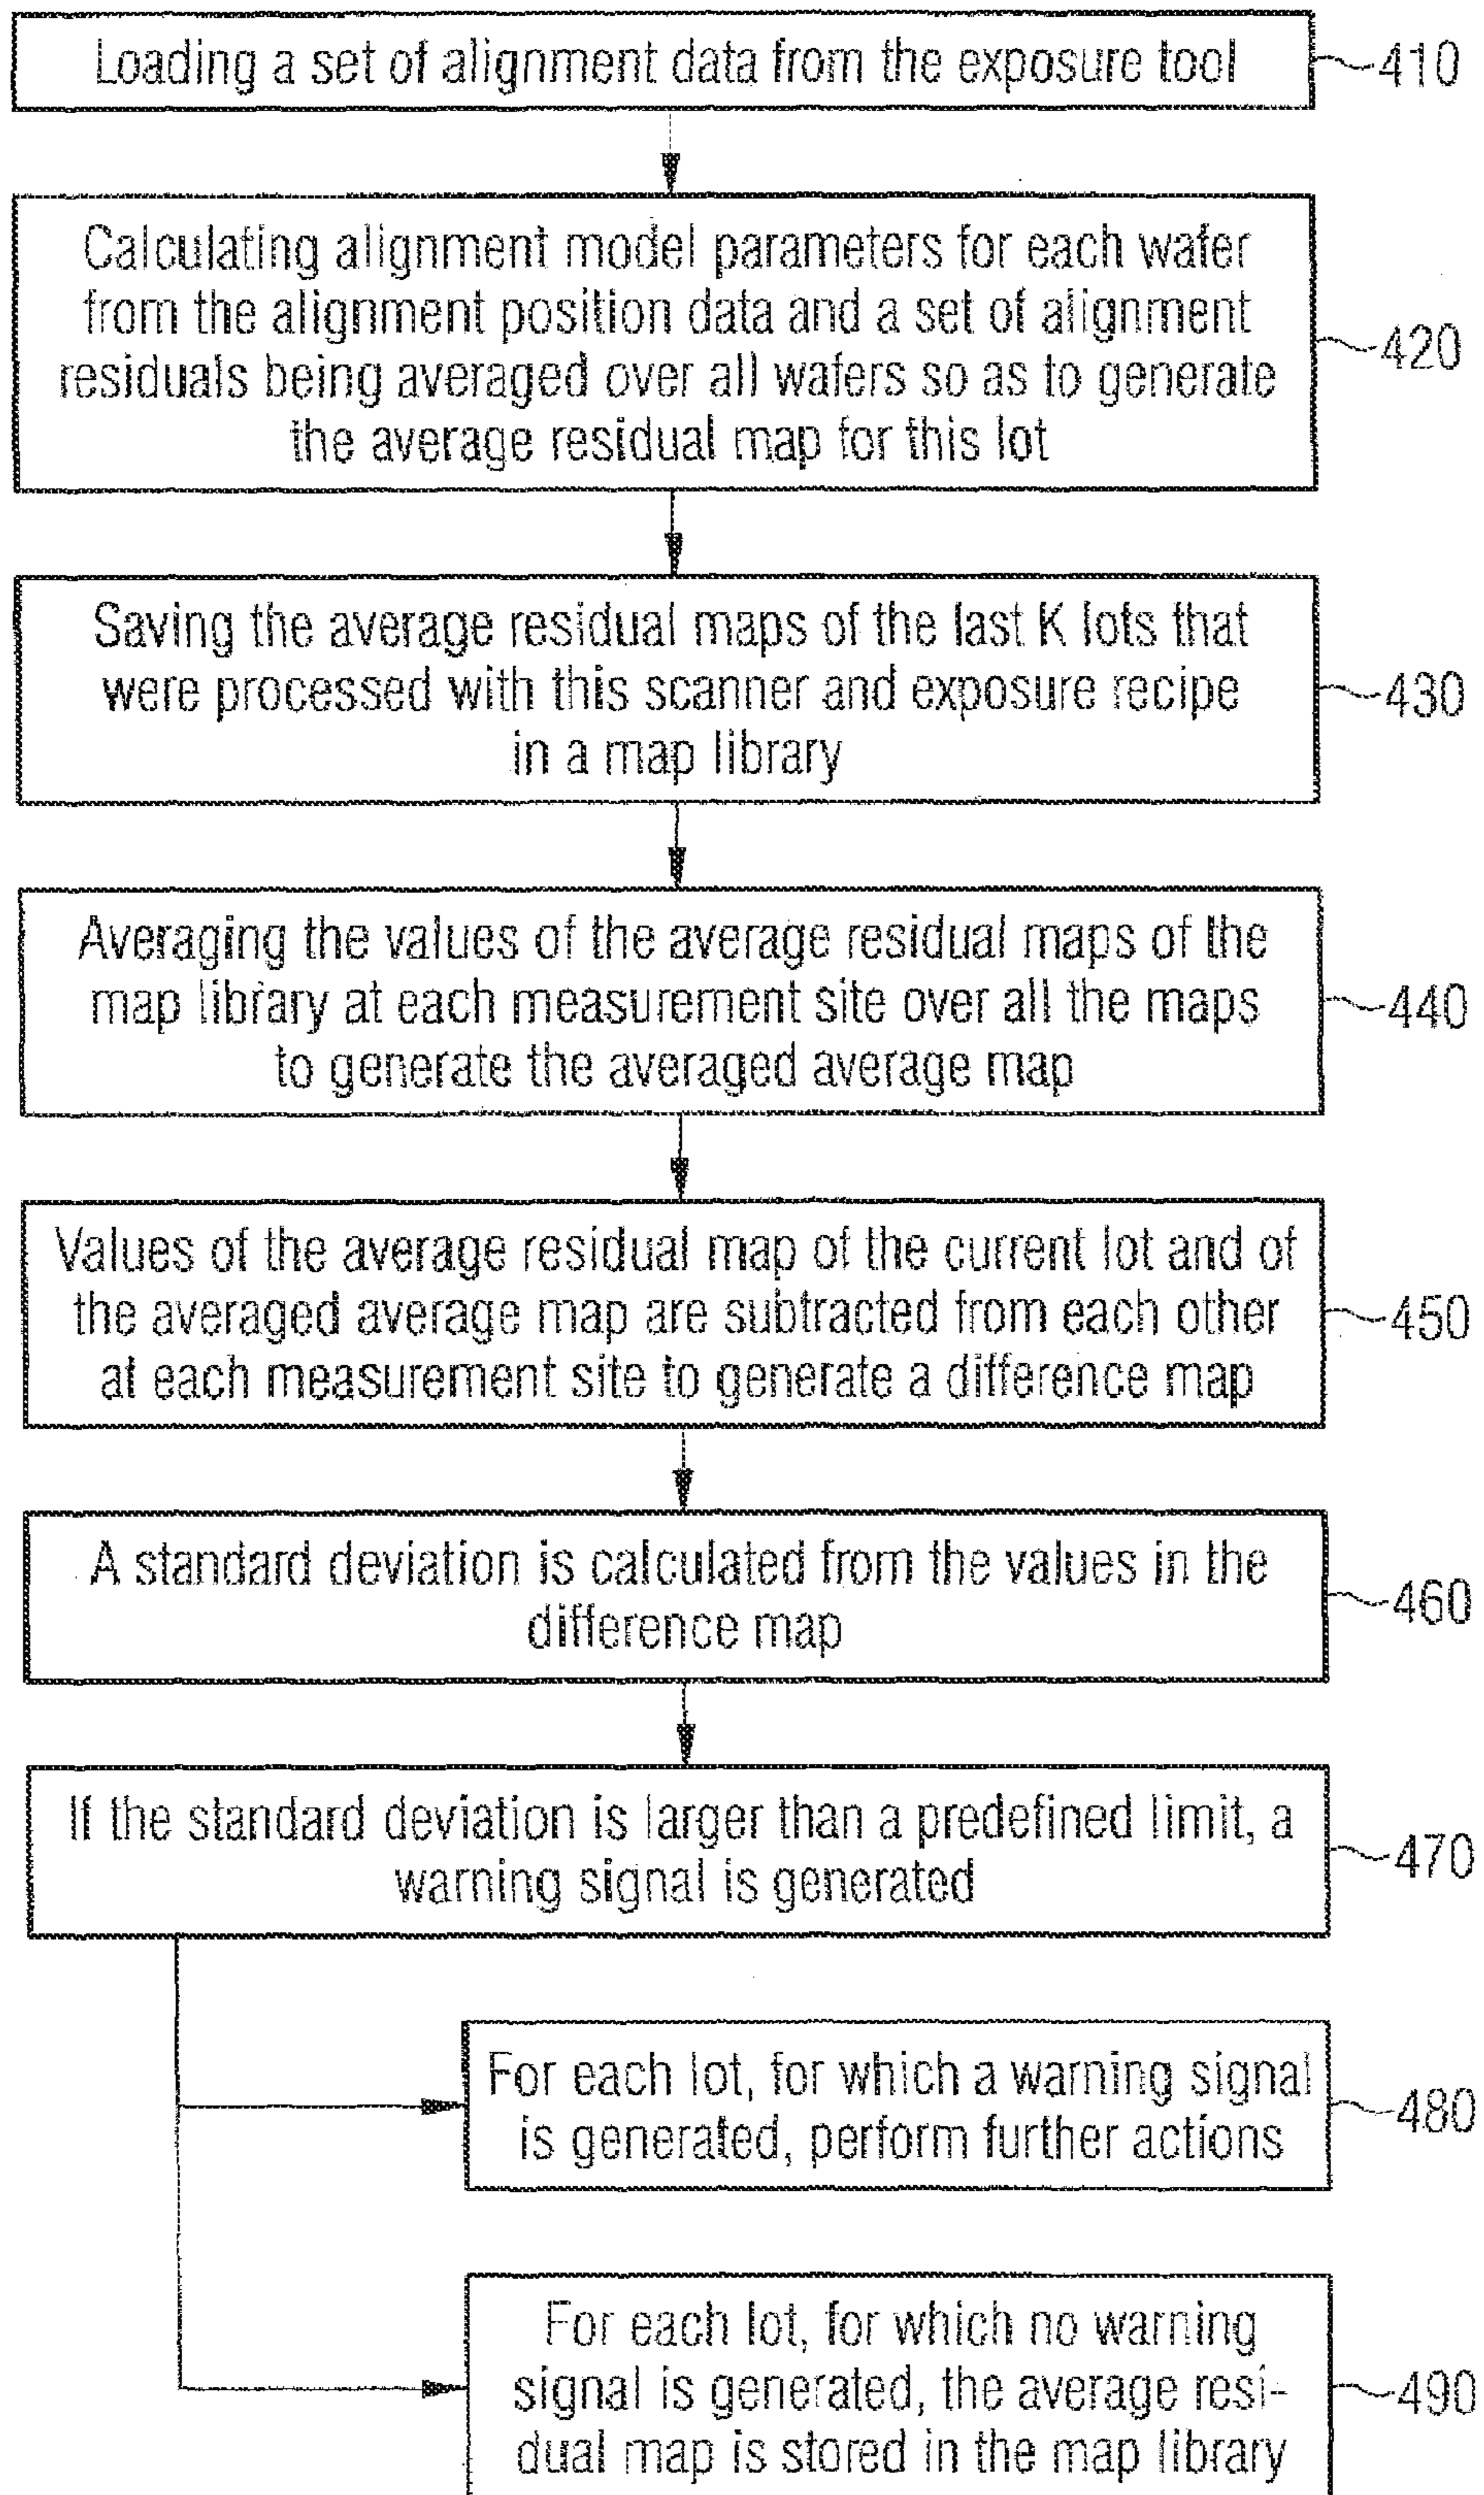 Loading a set of alignment data from the exposure tool
410
Calculating alignment model parameters for each wafer
from the alignment position data and a set of alignment
residuals being averaged over all wafers so as to generate
the average residual map for this lot
420
Saving the average residual maps of the last K lots that
were processed with this scanner and exposure recipe
in a map library
430
Averaging the values of the average residual maps of the
map library at each measurement site over all the maps
to generate the averaged average map
440
Values of the average residual map of the current lot and of
the averaged average map are subtracted from each other
at each measurement site to generate a difference map
450
A standard deviation is calculated from the values in the
difference map
460
If the standard deviation is larger than a predefined limit, a
warning signal is generated
470
For each lot, for which a warning signal
is generated, perform further actions
480
For each lot, for which no warning
signal is generated, the average resi-
dual map is stored in the map library
490